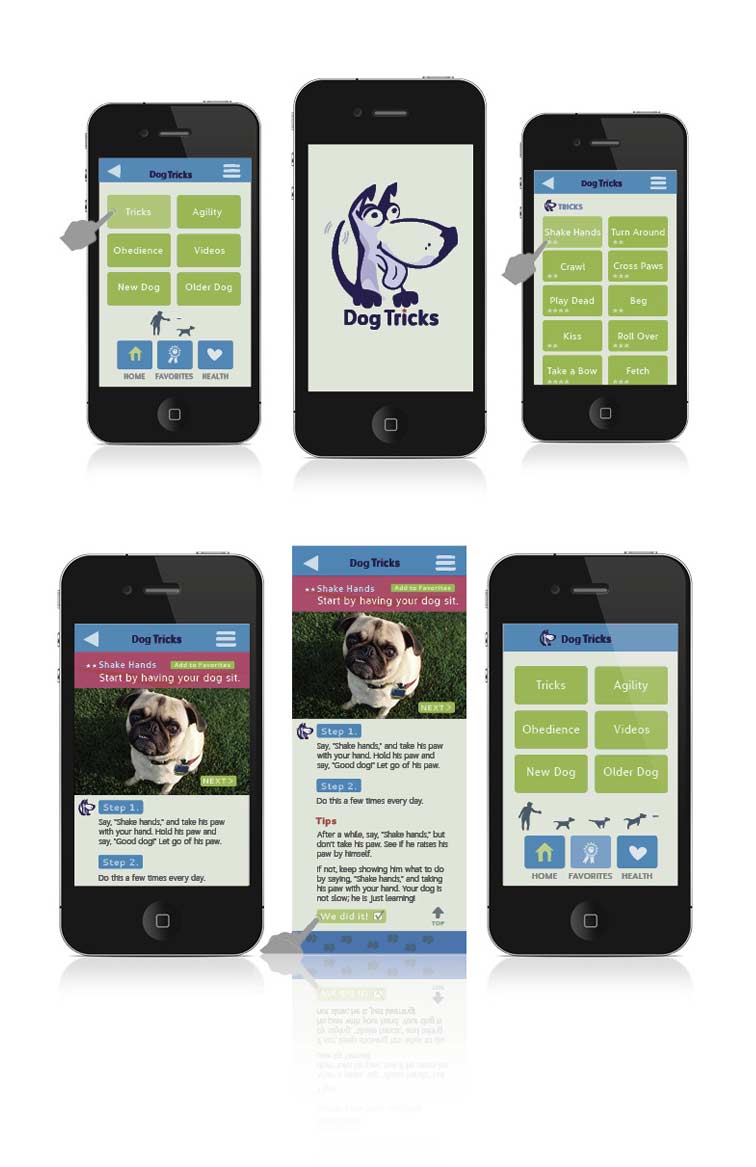 Dog Tricks
Tricks
Agility
Obedience
Videos
New Dog
Older Dog
HOME
FAVORITES
HEALTH
Dog Tricks
Dog Tricks
TRICKS
Shake Hands
Turn Around
Crawl
Cross Paws
Play Dead
Beg
Kiss
Roll Over
Take a Bow
Fetch
Dog Tricks
Shake Hands
Add to Favorites
Start by having your dog sit.
NEXT >
Step 1.
Say, "Shake hands," and take his paw
with your hand. Hold his paw and
say, "Good dog!" Let go of his paw.
Step 2.
Do this a few times every day.
Dog Tricks
Shake Hands
Add to Favorites
Start by having your dog sit.
NEXT >
Step 1.
Say, "Shake hands," and take his paw
with your hand. Hold his paw and
say, "Good dog!" Let go of his paw.
Step 2.
Do this a few times every day.
Tips
After a while, say, "Shake hands," but
don't take his paw. See if he raises his
paw by himself.
If not, keep showing him what to do
by saying, "Shake hands," and taking
his paw with your hand. Your dog is
not slow; he is just learning!
We did it!
TOP
Dog Tricks
Tricks
Agility
Obedience
Videos
New Dog
Older Dog
HOME
FAVORITES
HEALTH